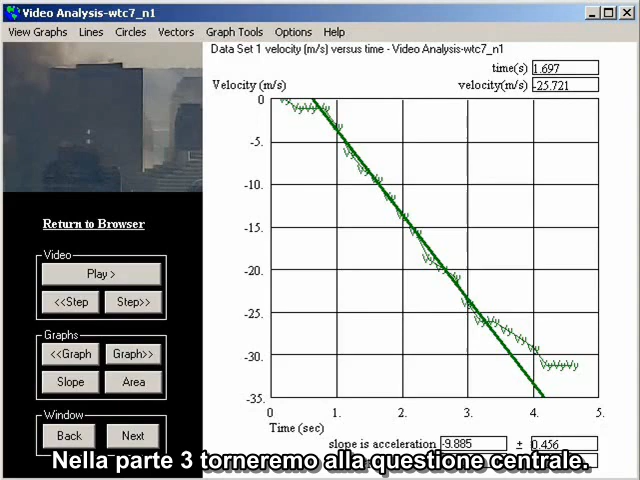 Video Analysis-wtc7_n1
View Graphs Lines Circles Vectors Graph Tools Options Help
Data Set 1 velocity (m/s) versus time - Video Analysis-wtc7_n1
time(s) 1.697
Velocity (m/s) velocity(m/s) -25.721
0
-5.
-10.
-15.
-20.
-25.
-30.
-35.
0 1. 2. 3. 4. 5.
Time (sec)
slope is acceleration -9.885 ± 0.456
Return to Browser
Video
Play >
<<Step Step>>
Graphs
<<Graph Graph>>
Slope Area
Window
Back Next
Nella parte 3 torneremo alla questione centrale.